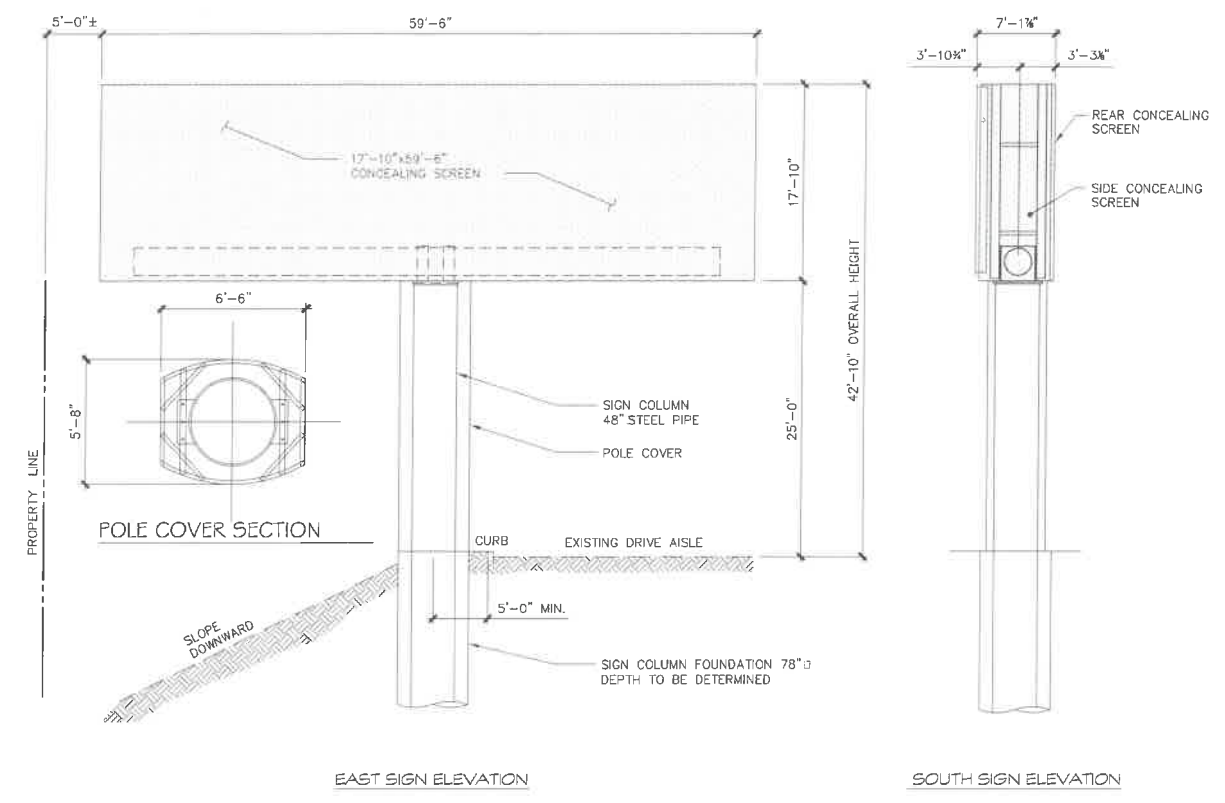 5'-0"±
59'-6"
7'-1⅞"
3'-10¾"
3'-3⅛"
REAR CONCEALING
SCREEN
17'-10"x59'-6"
CONCEALING SCREEN
17'-10"
SIDE CONCEALING
SCREEN
42'-10" OVERALL HEIGHT
6'-6"
5'-8"
SIGN COLUMN
48" STEEL PIPE
25'-0"
POLE COVER
PROPERTY LINE
POLE COVER SECTION
CURB
EXISTING DRIVE AISLE
5'-0" MIN.
SLOPE
DOWNWARD
SIGN COLUMN FOUNDATION 78"
DEPTH TO BE DETERMINED
EAST SIGN ELEVATION
SOUTH SIGN ELEVATION